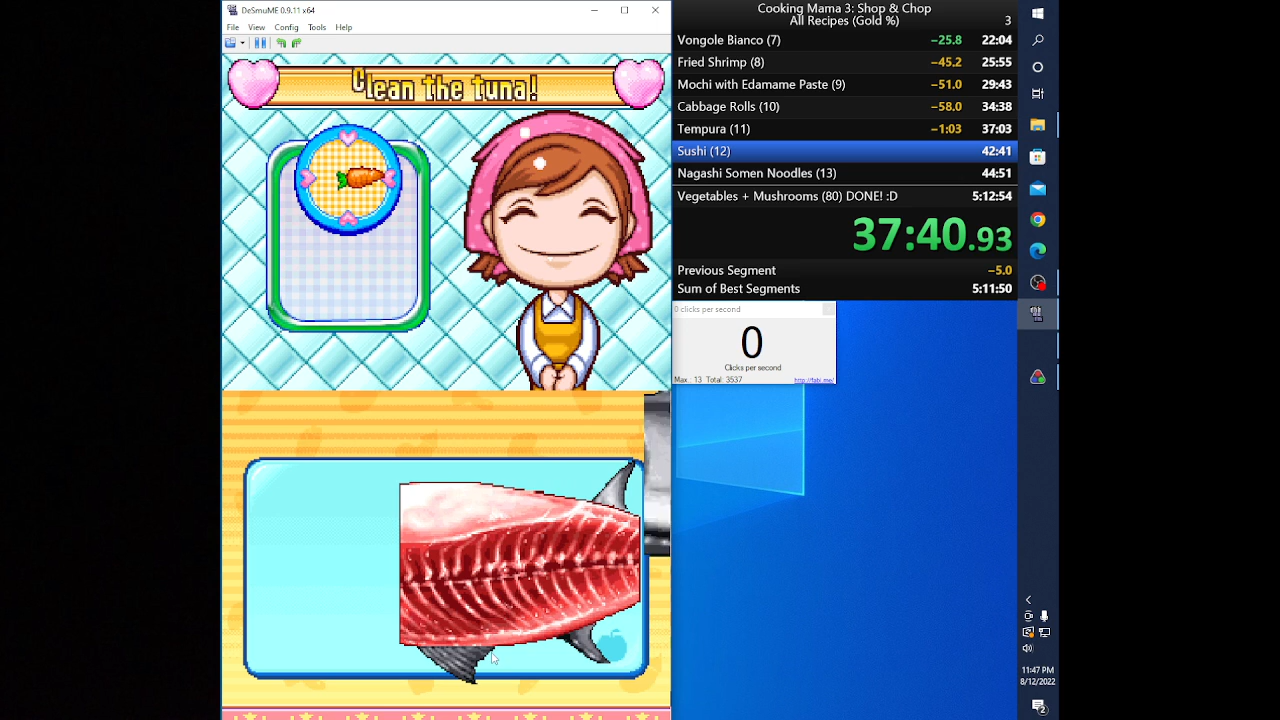 DeSmuME 0.9.11 x64
File View Config Tools Help
Clean the tuna!
Cooking Mama 3: Shop & Chop
All Recipes (Gold %)
3
Vongole Bianco (7) −25.8 22:04
Fried Shrimp (8) −45.2 25:55
Mochi with Edamame Paste (9) −51.0 29:43
Cabbage Rolls (10) −58.0 34:38
Tempura (11) −1:03 37:03
Sushi (12) 42:41
Nagashi Somen Noodles (13) 44:51
Vegetables + Mushrooms (80) DONE! :D 5:12:54
37:40.93
Previous Segment −5.0
Sum of Best Segments 5:11:50
0 clicks per second
0
Clicks per second
Max.: 13 Total: 3537
11:47 PM
8/12/2022
2